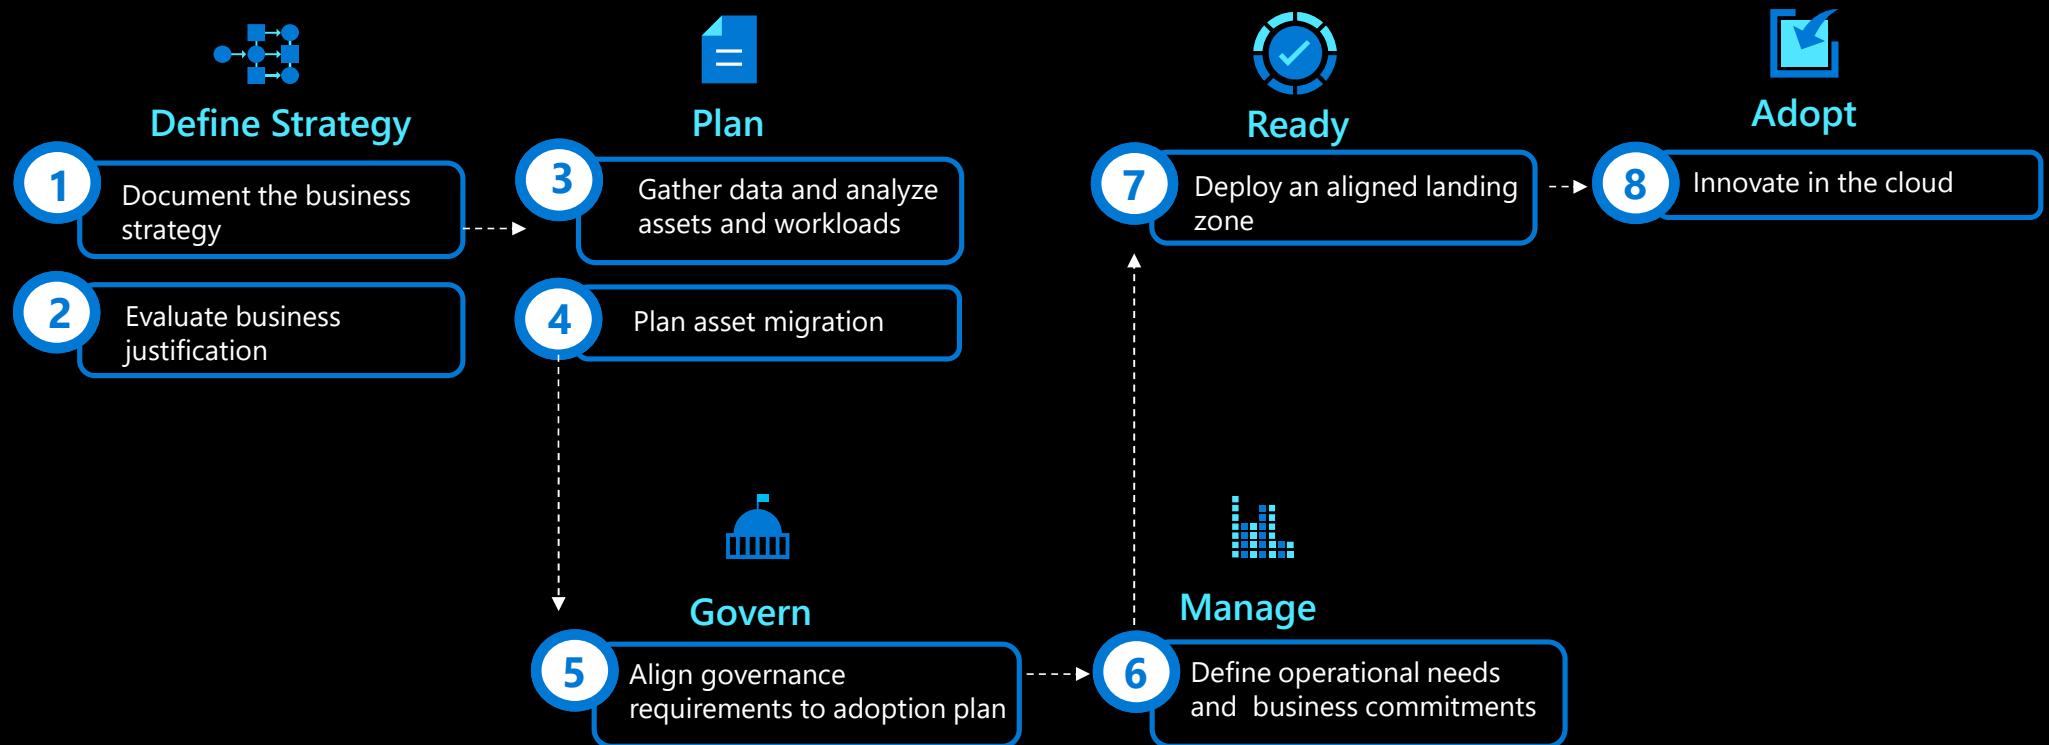 Define Strategy
1
Document the business
strategy
2
Evaluate business
justification
Plan
3
Gather data and analyze
assets and workloads
4
Plan asset migration
Govern
5
Align governance
requirements to adoption plan
Manage
6
Define operational needs
and  business commitments
Ready
7
Deploy an aligned landing
zone
Adopt
8
Innovate in the cloud